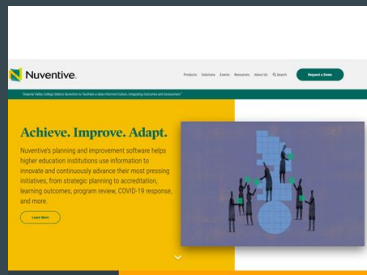 Nuventive.
Products Solutions Events Resources About Us Search Request a Demo
Achieve. Improve. Adapt.
Nuventive's planning and improvement software helps
higher education institutions use information to
innovate and continuously advance their most pressing
initiatives, from strategic planning to accreditation,
learning outcomes, program review, COVID-19 response,
and more.
Learn More